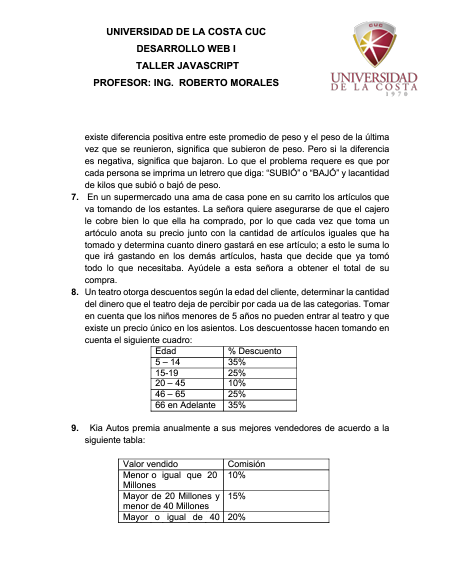 UNIVERSIDAD DE LA COSTA CUC
DESARROLLO WEB I
TALLER JAVASCRIPT
PROFESOR: ING. ROBERTO MORALES
CUC
UNIVERSIDAD
DE LA COSTA
1970
existe diferencia positiva entre este promedio de peso y el peso de la última
vez que se reunieron, significa que subieron de peso. Pero si la diferencia
es negativa, significa que bajaron. Lo que el problema requere es que por
cada persona se imprima un letrero que diga: “SUBIÓ” o “BAJÓ” y lacantidad
de kilos que subió o bajó de peso.
7. En un supermercado una ama de casa pone en su carrito los artículos que
va tomando de los estantes. La señora quiere asegurarse de que el cajero
le cobre bien lo que ella ha comprado, por lo que cada vez que toma un
artóculo anota su precio junto con la cantidad de artículos iguales que ha
tomado y determina cuanto dinero gastará en ese artículo; a esto le suma lo
que irá gastando en los demás artículos, hasta que decide que ya tomó
todo lo que necesitaba. Ayúdele a esta señora a obtener el total de su
compra.
8. Un teatro otorga descuentos según la edad del cliente, determinar la cantidad
del dinero que el teatro deja de percibir por cada ua de las categorias. Tomar
en cuenta que los niños menores de 5 años no pueden entrar al teatro y que
existe un precio único en los asientos. Los descuentosse hacen tomando en
cuenta el siguiente cuadro:
Edad % Descuento
5 – 14 35%
15-19 25%
20 – 45 10%
46 – 65 25%
66 en Adelante 35%
9. Kia Autos premia anualmente a sus mejores vendedores de acuerdo a la
siguiente tabla:
Valor vendido Comisión
Menor o igual que 20 10%
Millones
Mayor de 20 Millones y 15%
menor de 40 Millones
Mayor o igual de 40 20%